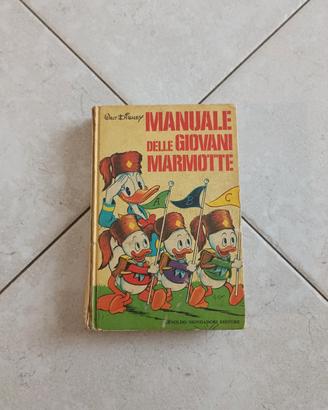 WALT DISNEY
MANUALE
DELLE GIOVANI
MARMOTTE
A B C
ARNOLDO MONDADORI EDITORE